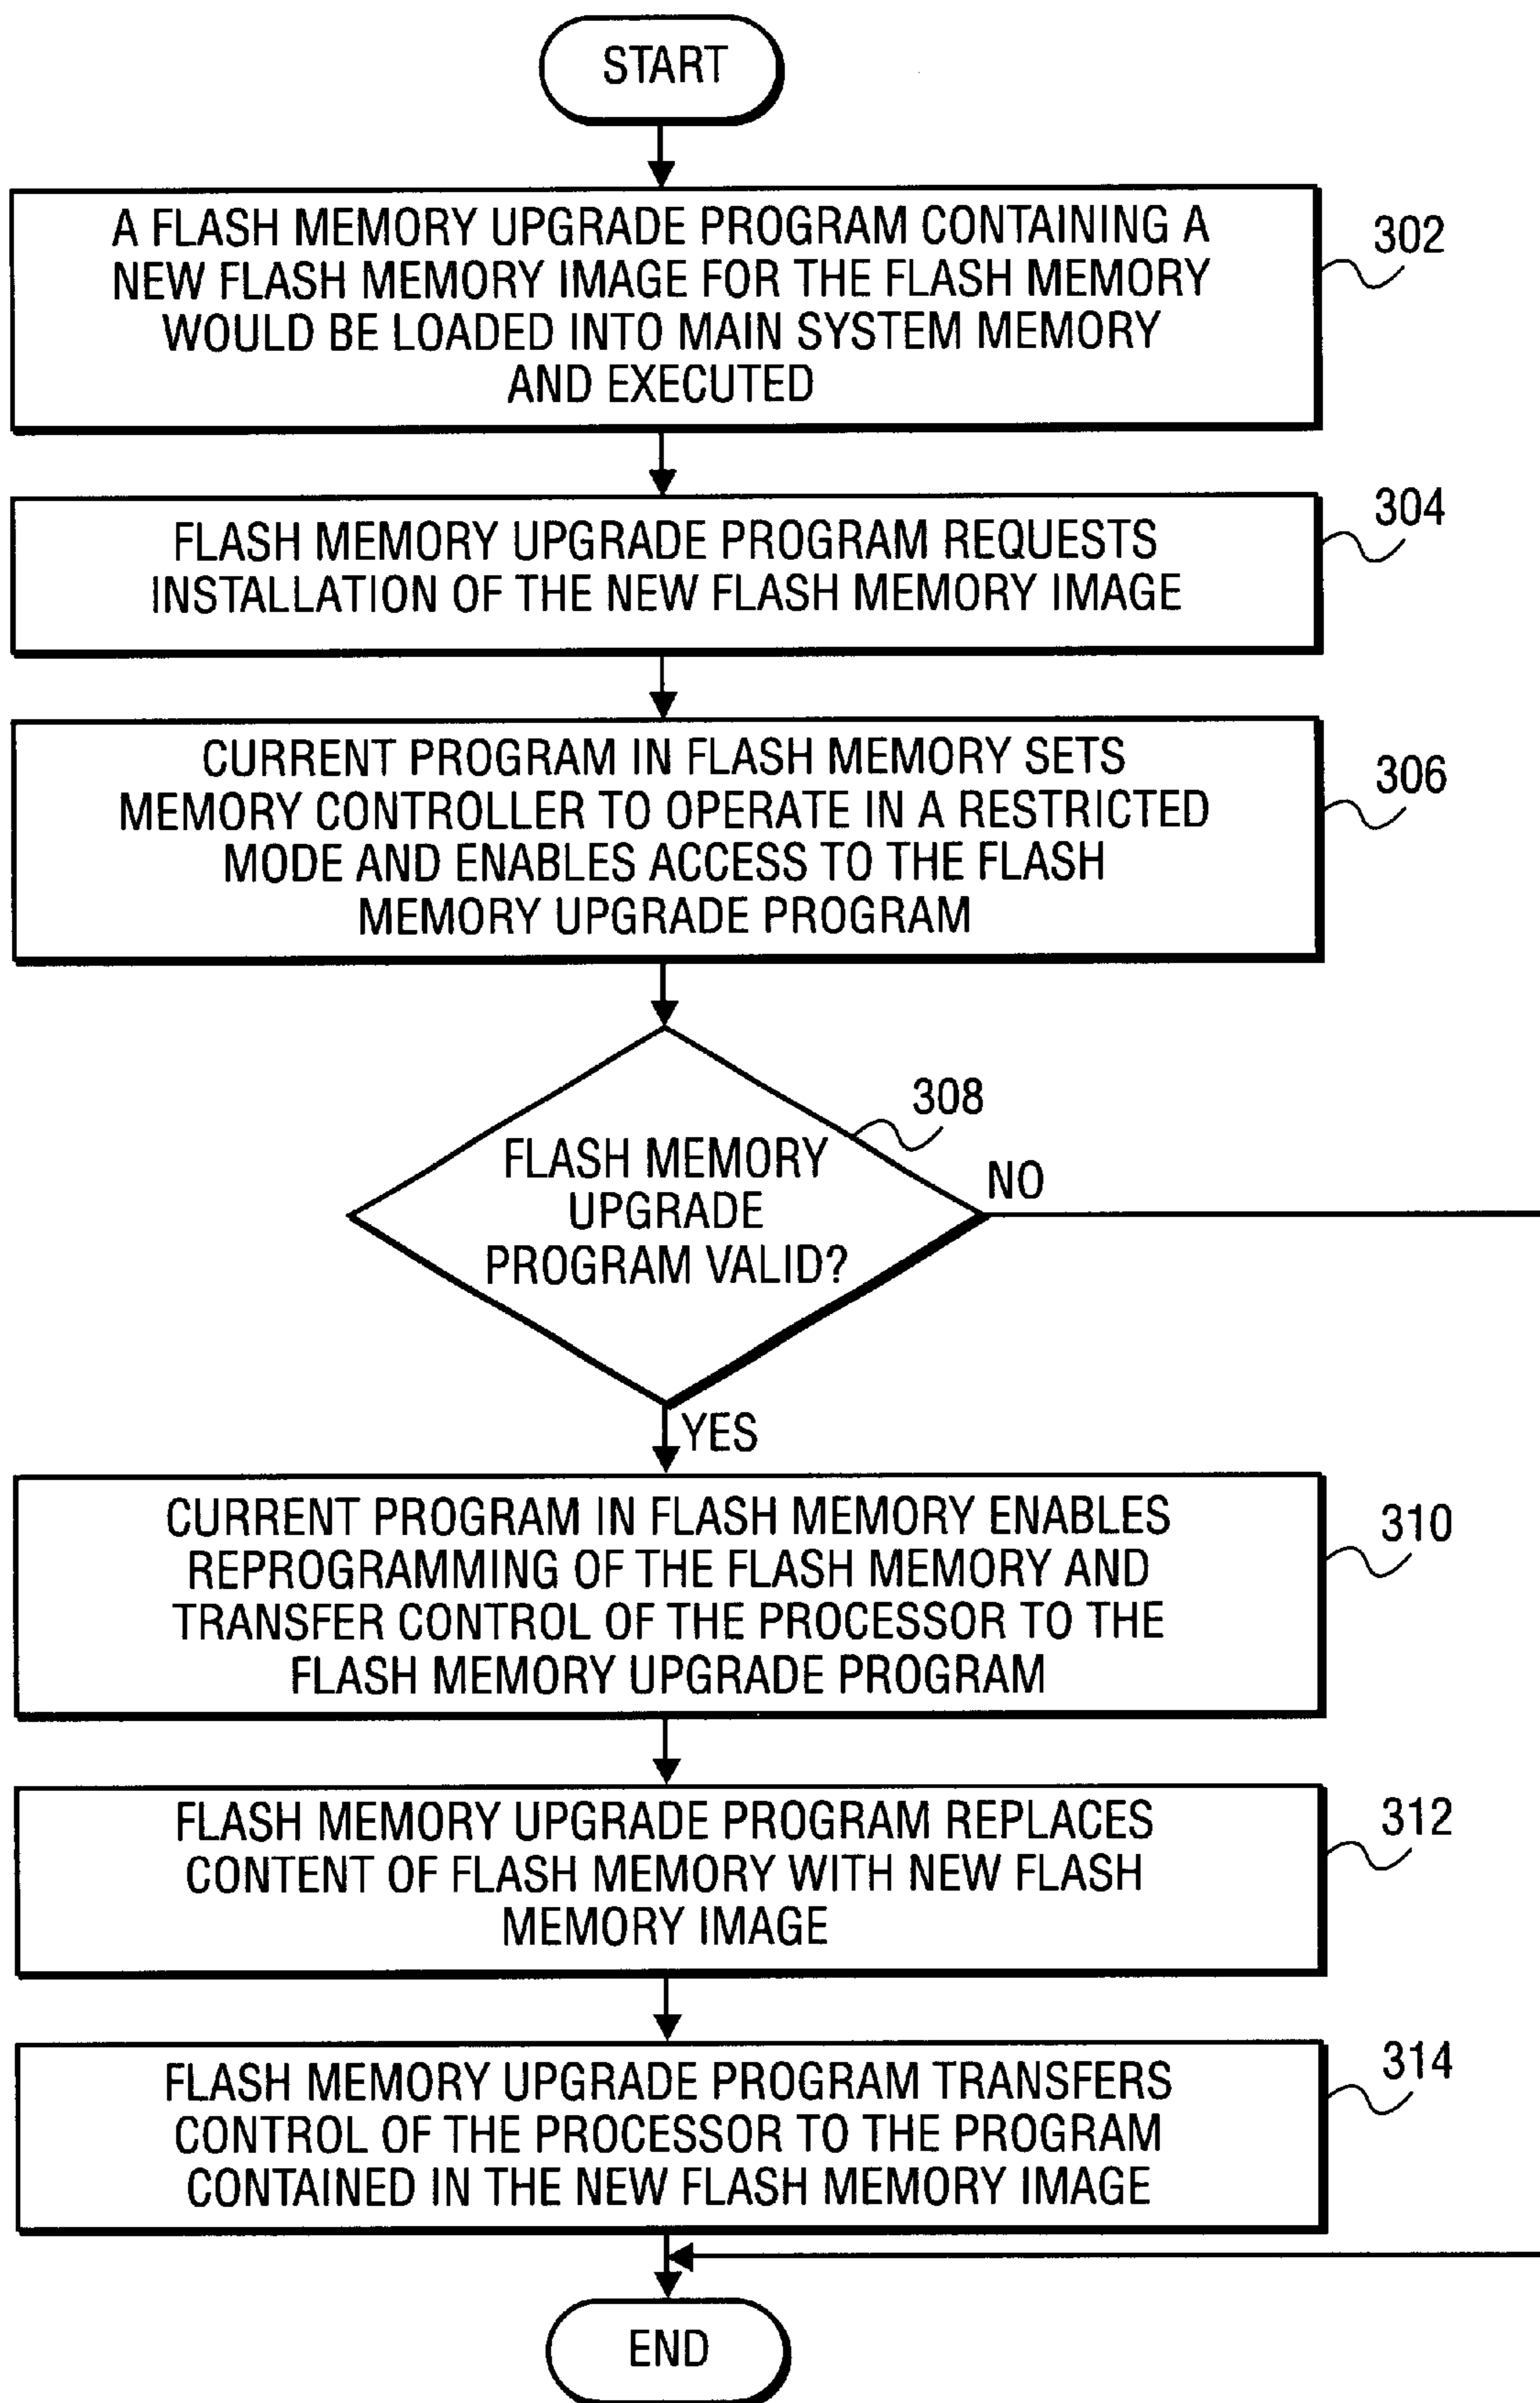 START
A FLASH MEMORY UPGRADE PROGRAM CONTAINING A
NEW FLASH MEMORY IMAGE FOR THE FLASH MEMORY
WOULD BE LOADED INTO MAIN SYSTEM MEMORY
AND EXECUTED
302
FLASH MEMORY UPGRADE PROGRAM REQUESTS
INSTALLATION OF THE NEW FLASH MEMORY IMAGE
304
CURRENT PROGRAM IN FLASH MEMORY SETS
MEMORY CONTROLLER TO OPERATE IN A RESTRICTED
MODE AND ENABLES ACCESS TO THE FLASH
MEMORY UPGRADE PROGRAM
306
FLASH MEMORY
UPGRADE
PROGRAM VALID?
308
NO
YES
CURRENT PROGRAM IN FLASH MEMORY ENABLES
REPROGRAMMING OF THE FLASH MEMORY AND
TRANSFER CONTROL OF THE PROCESSOR TO THE
FLASH MEMORY UPGRADE PROGRAM
310
FLASH MEMORY UPGRADE PROGRAM REPLACES
CONTENT OF FLASH MEMORY WITH NEW FLASH
MEMORY IMAGE
312
FLASH MEMORY UPGRADE PROGRAM TRANSFERS
CONTROL OF THE PROCESSOR TO THE PROGRAM
CONTAINED IN THE NEW FLASH MEMORY IMAGE
314
END